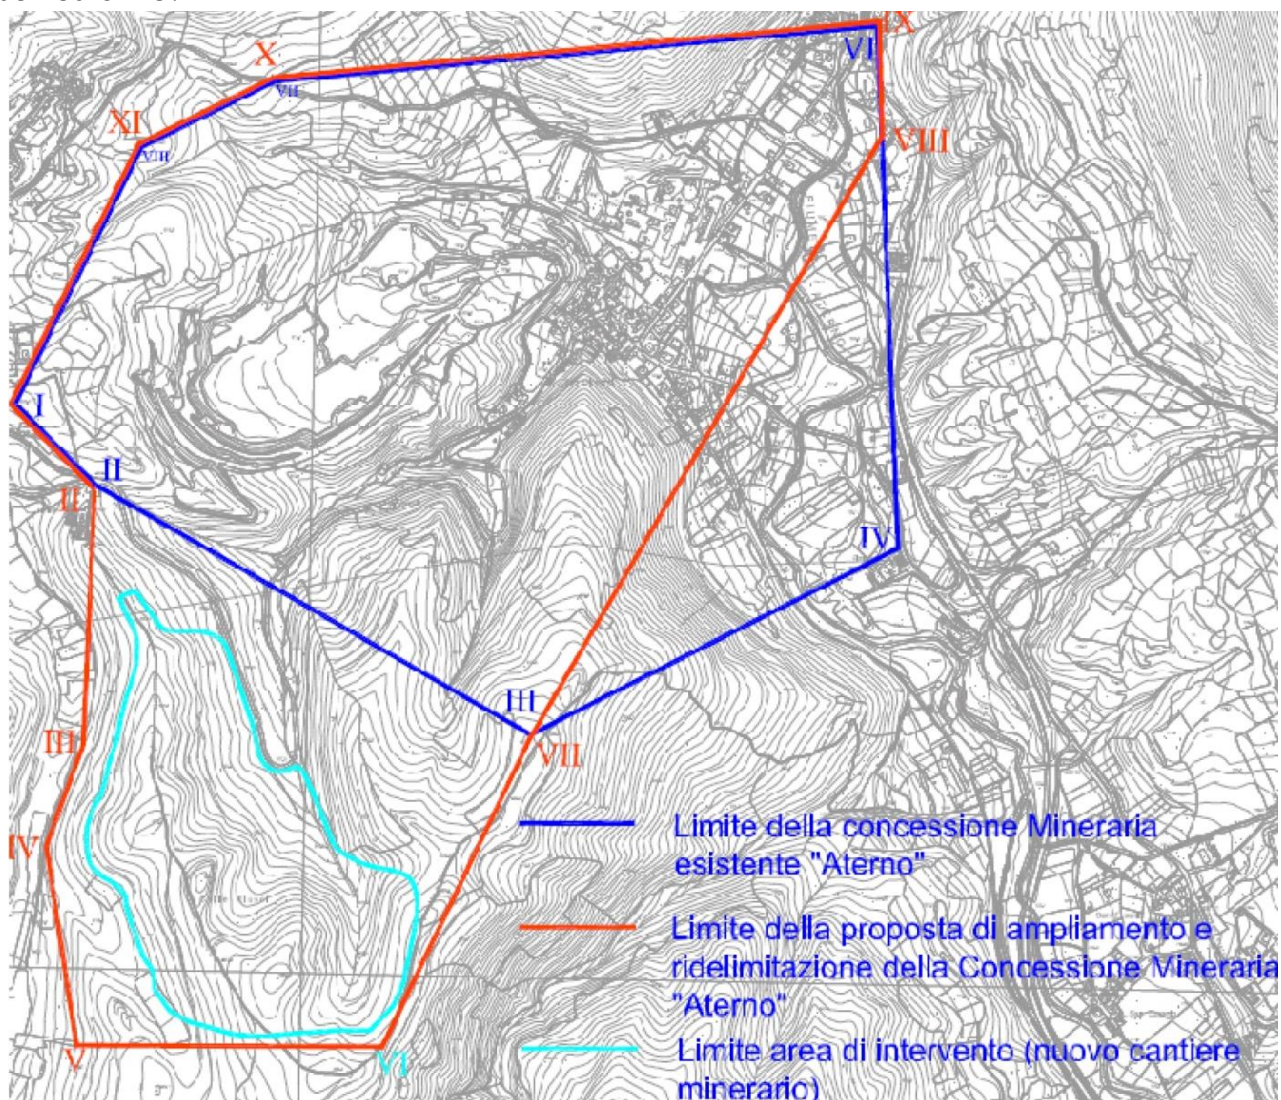 IX
X
VI
VII
XI
VIII
VIII
I
II
II
IV
III
III
VII
IV
Limite della concessione Mineraria
esistente "Aterno"
Limite della proposta di ampliamento e
ridelimitazione della Concessione Mineraria
"Aterno"
V
VI
Limite area di intervento (nuovo cantiere
minerario)